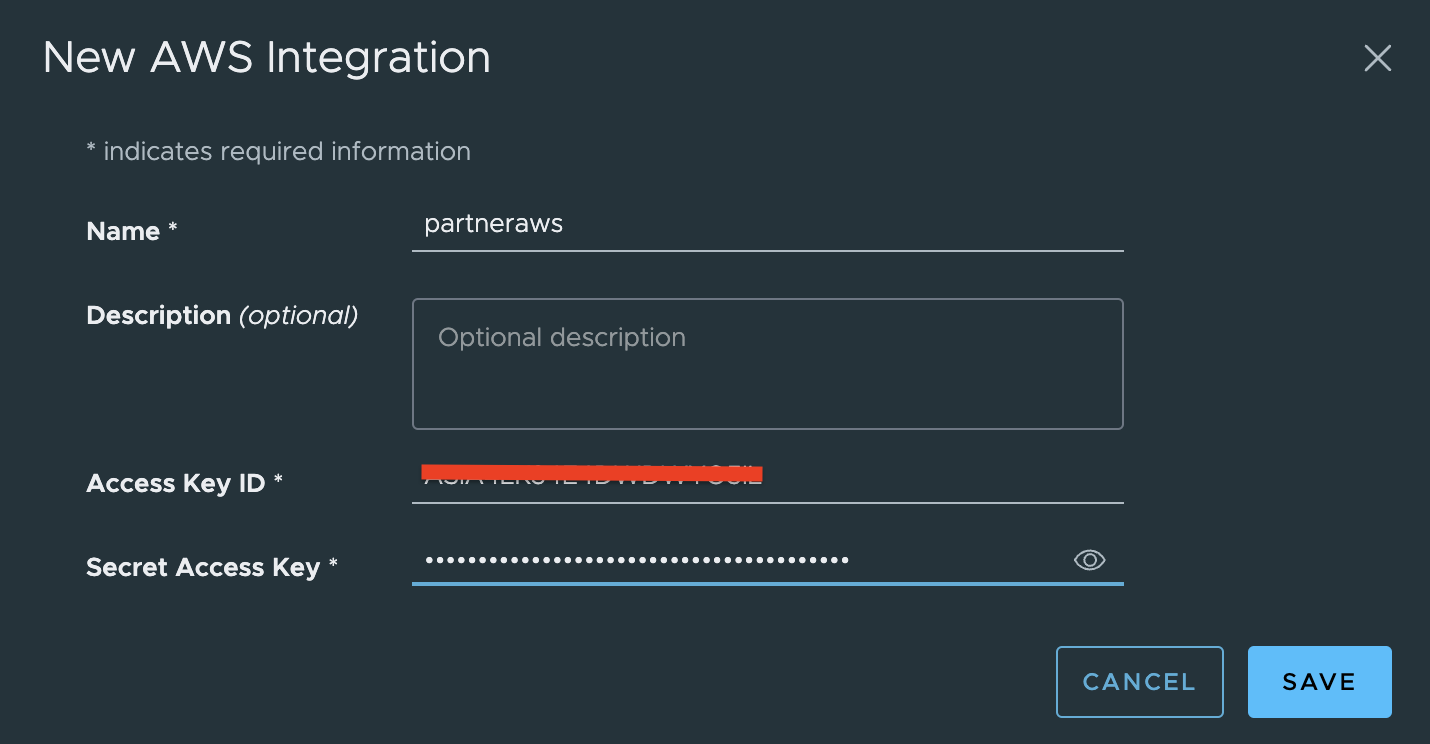 New AWS Integration
* indicates required information
Name *
partneraws
Description (optional)
Optional description
Access Key ID *
Secret Access Key *
CANCEL
SAVE